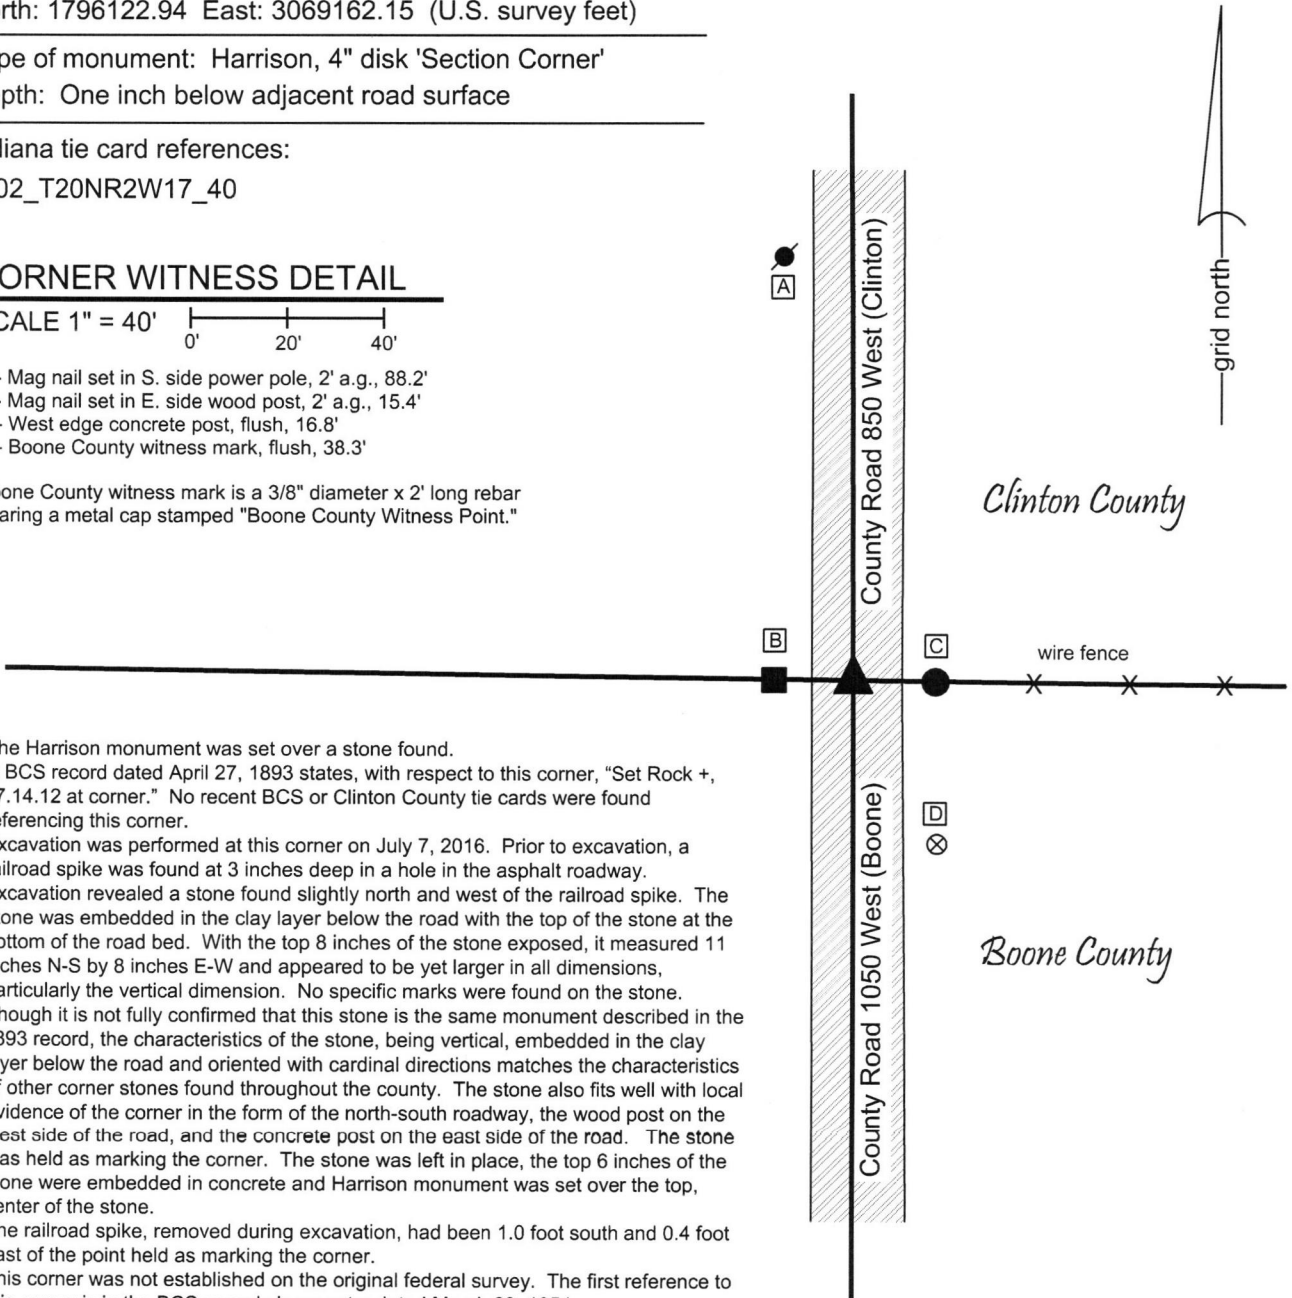 rth: 1796122.94 East: 3069162.15 (U.S. survey feet)
pe of monument: Harrison, 4" disk 'Section Corner'
pth: One inch below adjacent road surface
liana tie card references:
02_T20NR2W17_40
ORNER WITNESS DETAIL
CALE 1" = 40'
0' 20' 40'
- Mag nail set in S. side power pole, 2' a.g., 88.2'
- Mag nail set in E. side wood post, 2' a.g., 15.4'
- West edge concrete post, flush, 16.8'
- Boone County witness mark, flush, 38.3'
one County witness mark is a 3/8" diameter x 2' long rebar
aring a metal cap stamped "Boone County Witness Point."
A
County Road 850 West (Clinton)
grid north
Clinton County
B
C
wire fence
D
Boone County
County Road 1050 West (Boone)
he Harrison monument was set over a stone found.
BCS record dated April 27, 1893 states, with respect to this corner, “Set Rock +,
7.14.12 at corner.” No recent BCS or Clinton County tie cards were found
ferencing this corner.
xcavation was performed at this corner on July 7, 2016. Prior to excavation, a
ilroad spike was found at 3 inches deep in a hole in the asphalt roadway.
xcavation revealed a stone found slightly north and west of the railroad spike. The
one was embedded in the clay layer below the road with the top of the stone at the
ottom of the road bed. With the top 8 inches of the stone exposed, it measured 11
ches N-S by 8 inches E-W and appeared to be yet larger in all dimensions,
articularly the vertical dimension. No specific marks were found on the stone.
hough it is not fully confirmed that this stone is the same monument described in the
893 record, the characteristics of the stone, being vertical, embedded in the clay
yer below the road and oriented with cardinal directions matches the characteristics
f other corner stones found throughout the county. The stone also fits well with local
vidence of the corner in the form of the north-south roadway, the wood post on the
est side of the road, and the concrete post on the east side of the road. The stone
as held as marking the corner. The stone was left in place, the top 6 inches of the
one were embedded in concrete and Harrison monument was set over the top,
enter of the stone.
he railroad spike, removed during excavation, had been 1.0 foot south and 0.4 foot
ast of the point held as marking the corner.
his corner was not established on the original federal survey. The first reference to